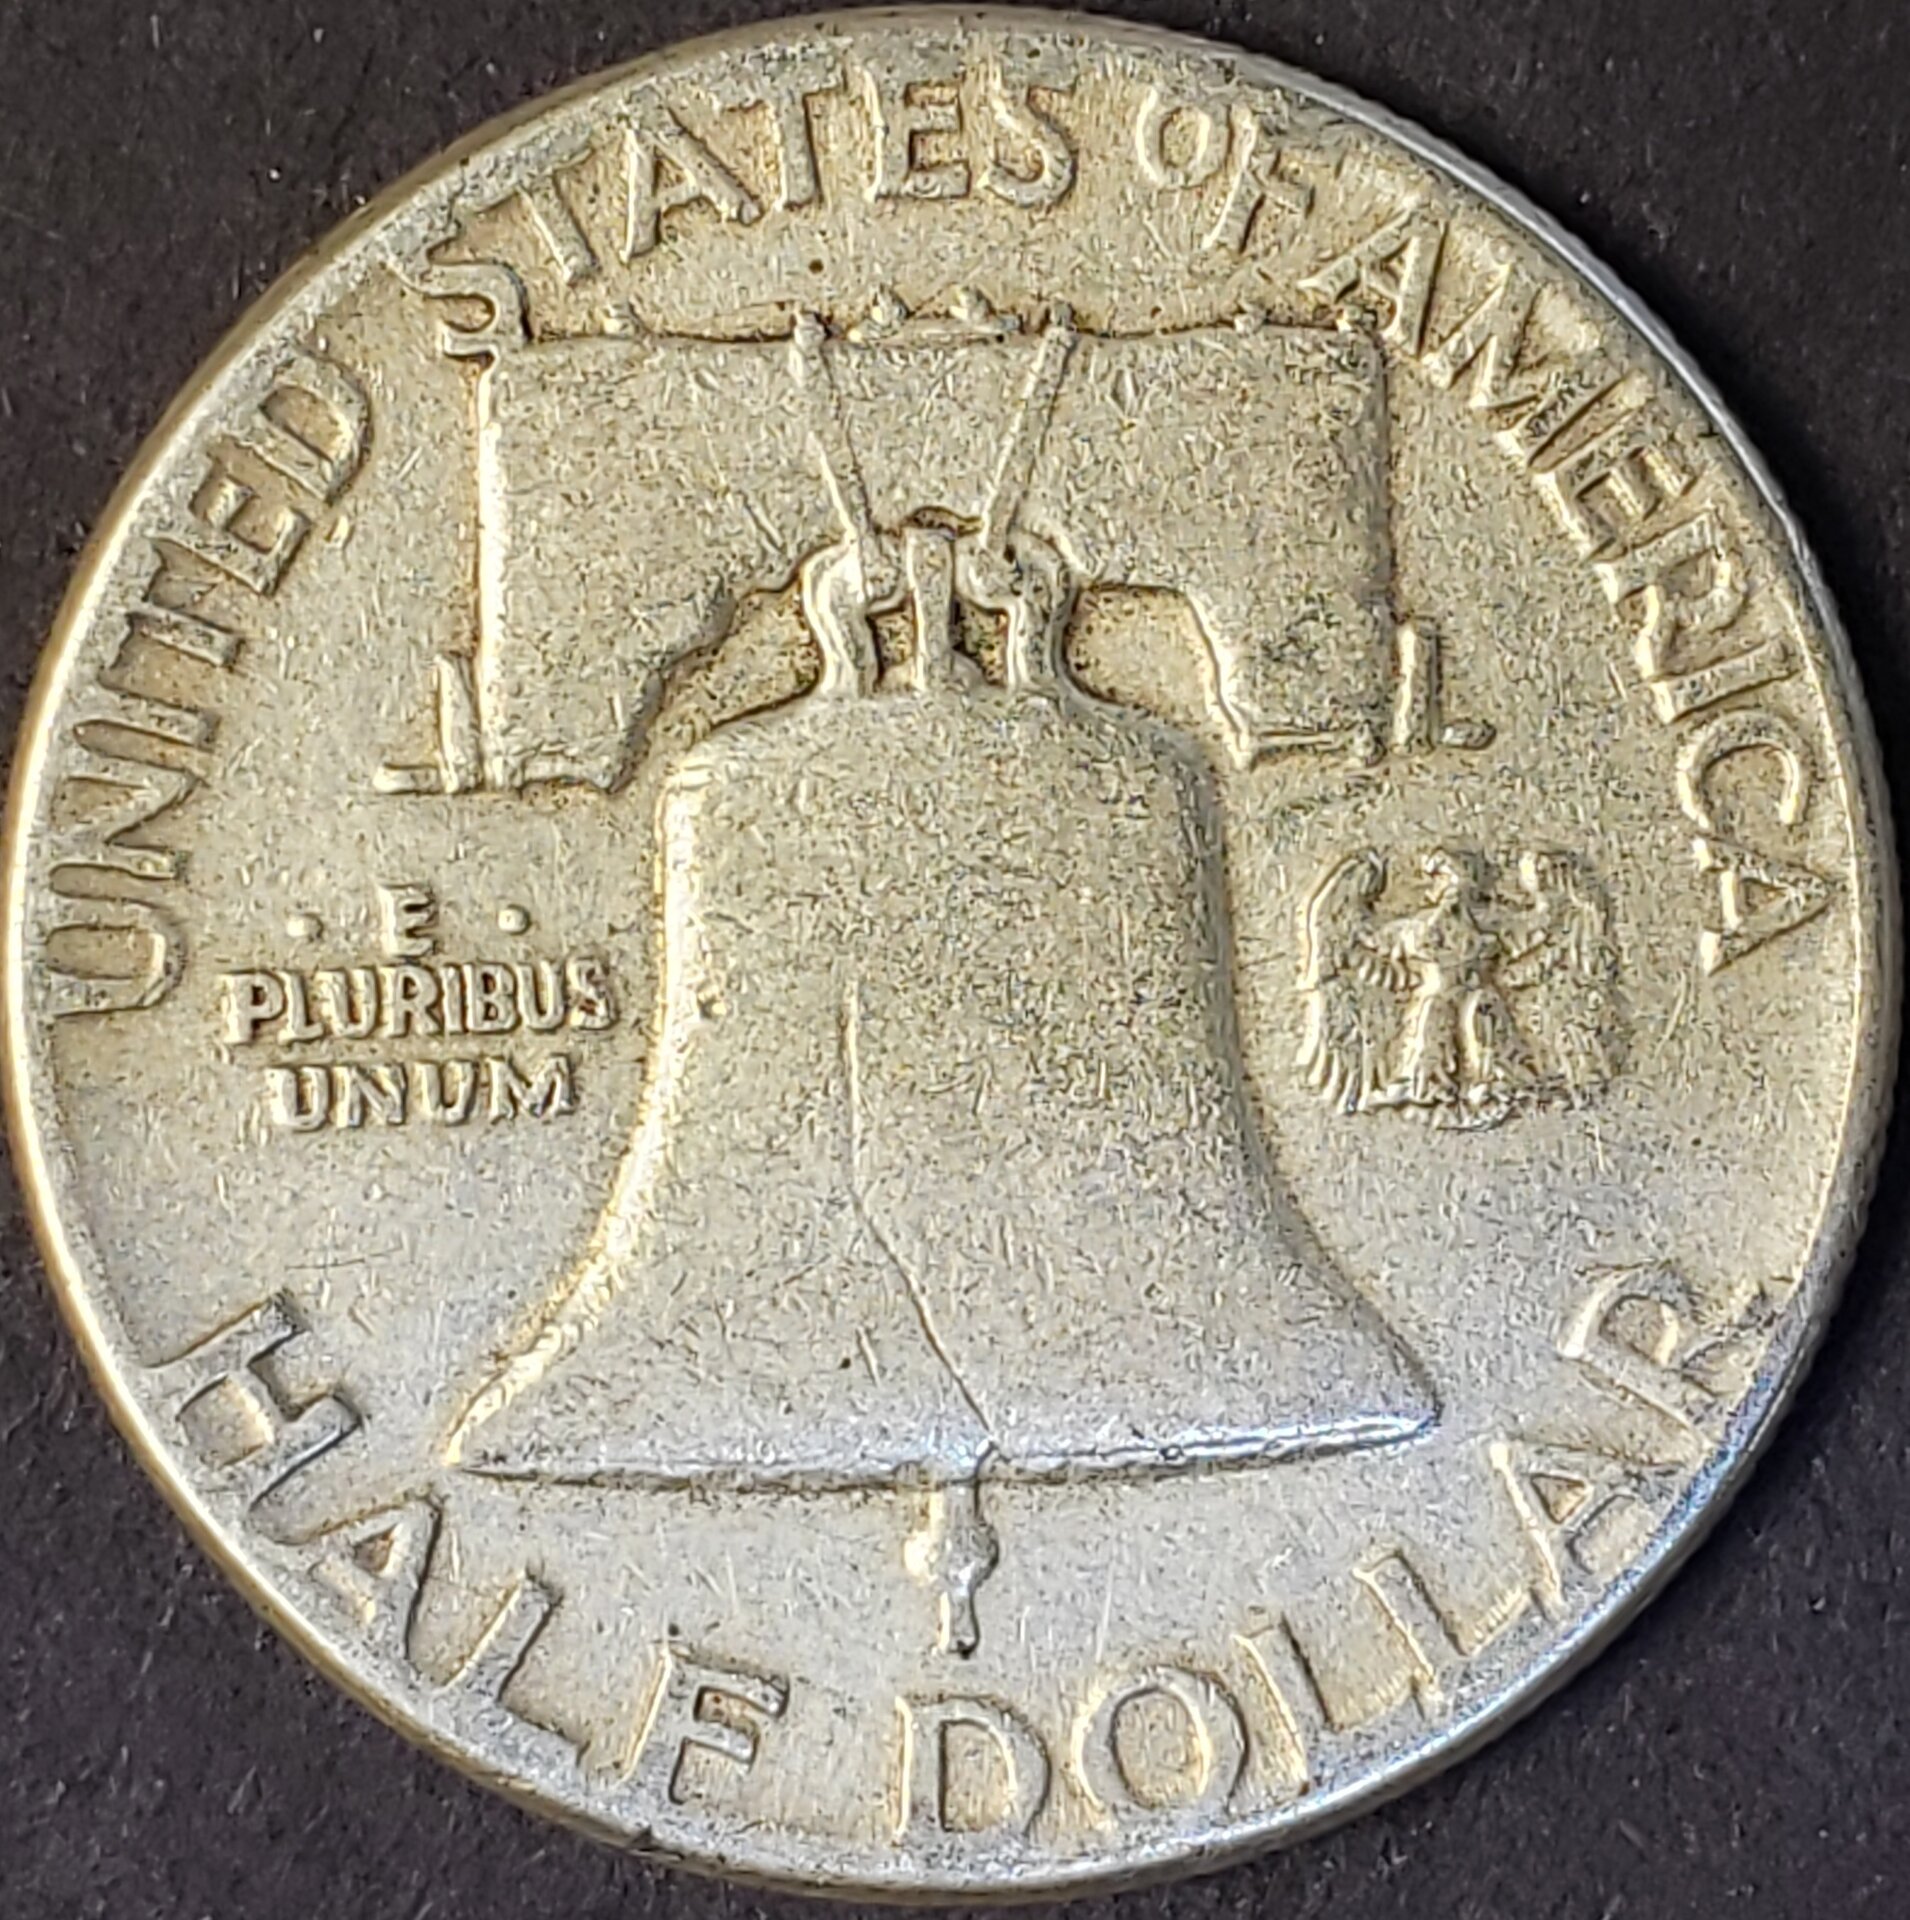 UNITED STATES OF AMERICA
· E ·
PLURIBUS
UNUM
HALF DOLLAR